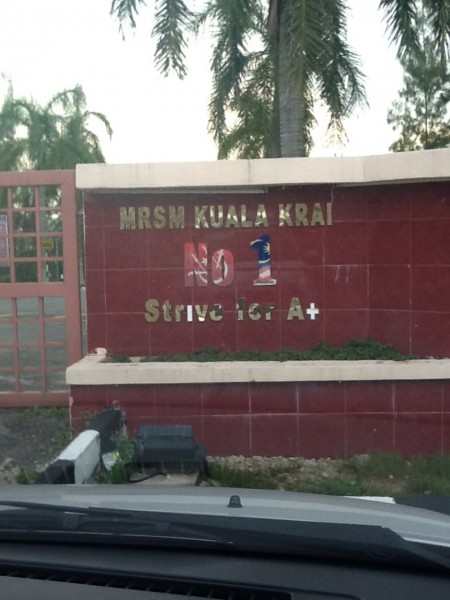 MRSM KUALA KRAI
No 1
Strive for A+